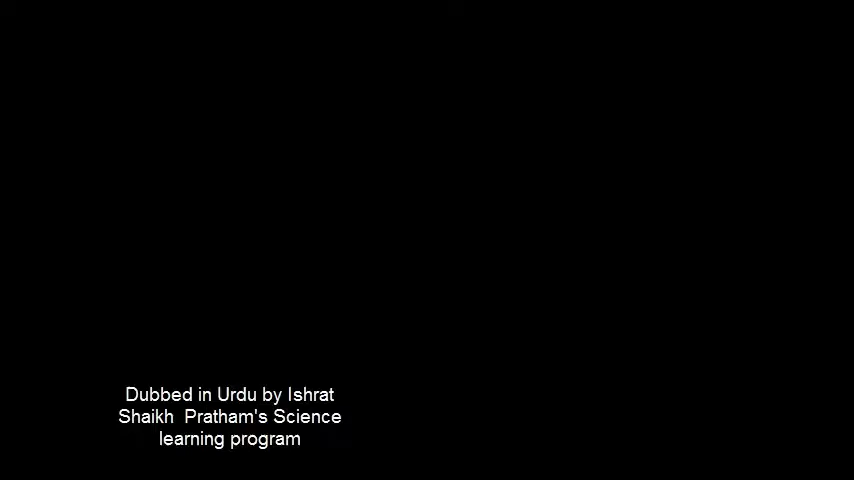 Dubbed in Urdu by Ishrat
Shaikh  Pratham's Science
learning program